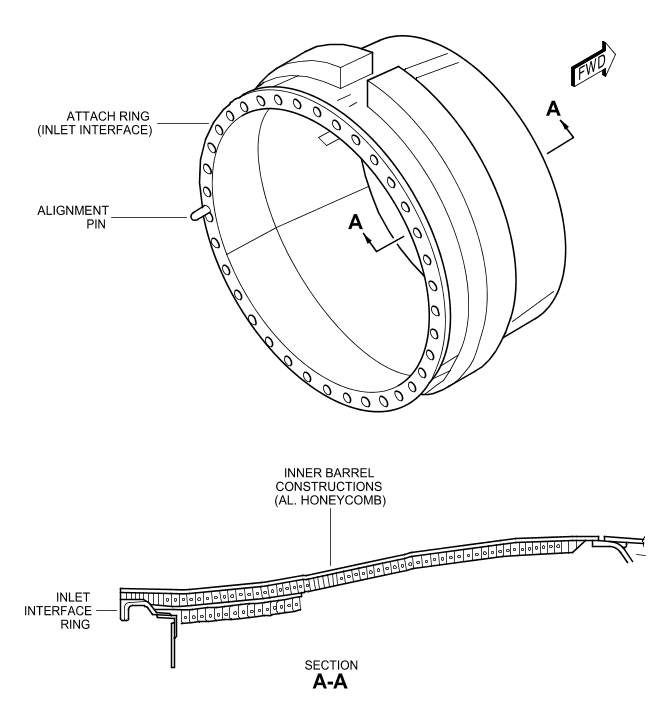 FWD
A
ATTACH RING
(INLET INTERFACE)
ALIGNMENT
PIN
A
INNER BARREL
CONSTRUCTIONS
(AL. HONEYCOMB)
INLET
INTERFACE
RING
SECTION
A-A